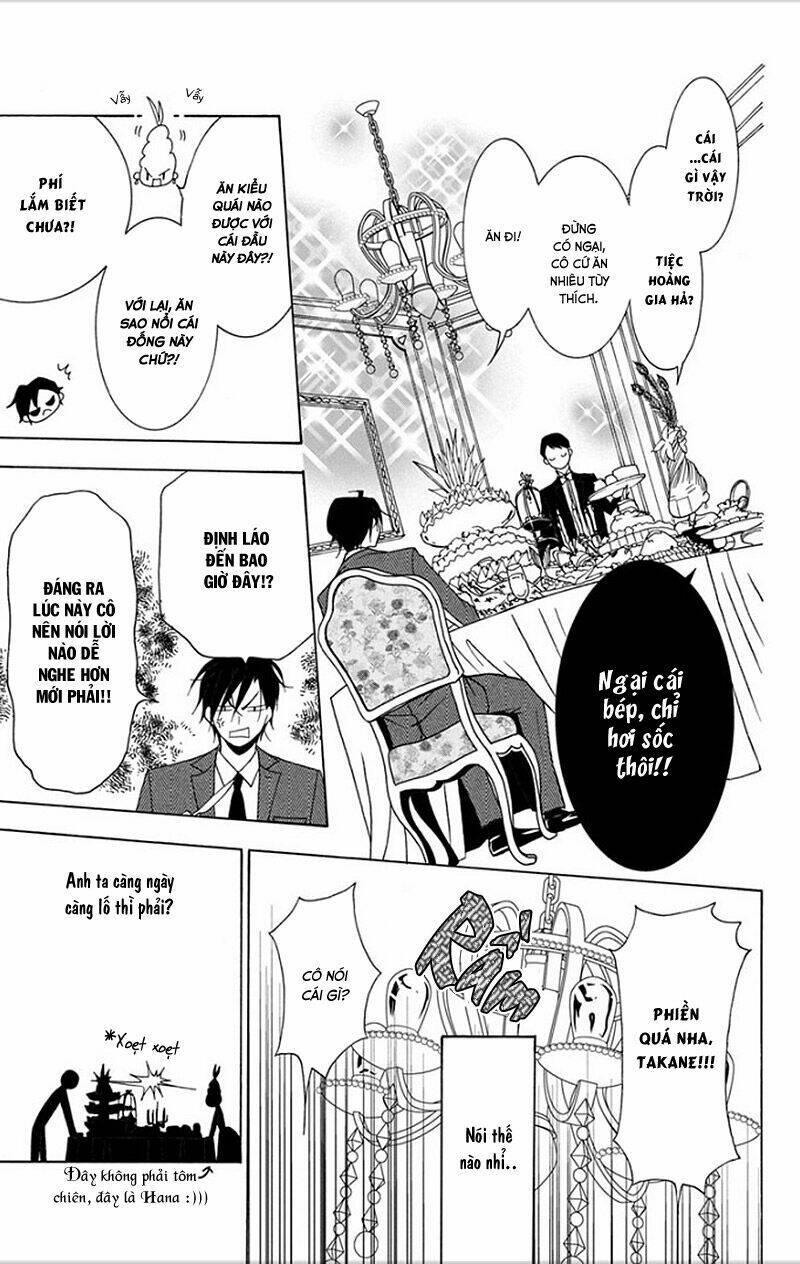 CÁI
...CÁI
GÌ VẬY
TRỜI?
TIỆC
HOÀNG
GIA HẢ?
ĐỪNG
CÓ NGẠI,
CÔ CỨ ĂN
NHIÊU TÙY
THÍCH.
ĂN ĐI!
Ngại cái
bép, chỉ
hơi sốc
thôi!!
Vẫy
Vẫy
ĂN KIỂU
QUÁI NÀO
ĐƯỢC VỚI
CÁI ĐẦU
NÀY ĐÂY?!
VỚI LẠI, ĂN
SAO NỔI CÁI
ĐỐNG NÀY
CHỨ?!
PHÍ
LẮM BIẾT
CHƯA?!
ĐỊNH LÁO
ĐẾN BAO
GIỜ ĐÂY!?
ĐÁNG RA
LÚC NÀY CÔ
NÊN NÓI LỜI
NÀO DỄ
NGHE HƠN
MỚI PHẢI!!
PHIỀN
QUÁ NHA,
TAKANE!!!
RẦM
CÔ NÓI
CÁI GÌ?
Nói thế
nào nhỉ..
Anh ta càng ngày
càng lố thì phải?
*Xoẹt xoẹt
Đây không phải tôm
chiên, đây là Hana :)))